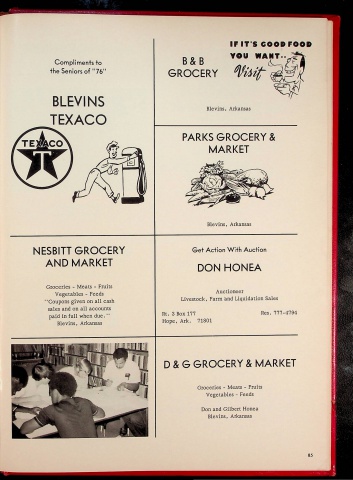 Compliments to
the Seniors of "76"
BLEVINS
TEXACO
TEXACO
T
B & B
GROCERY
IF IT'S GOOD FOOD
YOU WANT..
Visit
Blevins, Arkansas
PARKS GROCERY &
MARKET
Blevins, Arkansas
NESBITT GROCERY
AND MARKET
Groceries - Meats - Fruits
Vegetables - Feeds
"Coupons given on all cash
sales and on all accounts
paid in full when due."
Blevins, Arkansas
Get Action With Auction
DON HONEA
Auctioneer
Livestock, Farm and Liquidation Sales
Rt. 2 Box 177
Hope, Ark. 71801
Res. 777-4796
D & G GROCERY & MARKET
Groceries - Meats - Fruits
Vegetables - Feeds
Don and Gilbert Honea
Blevins, Arkansas
85